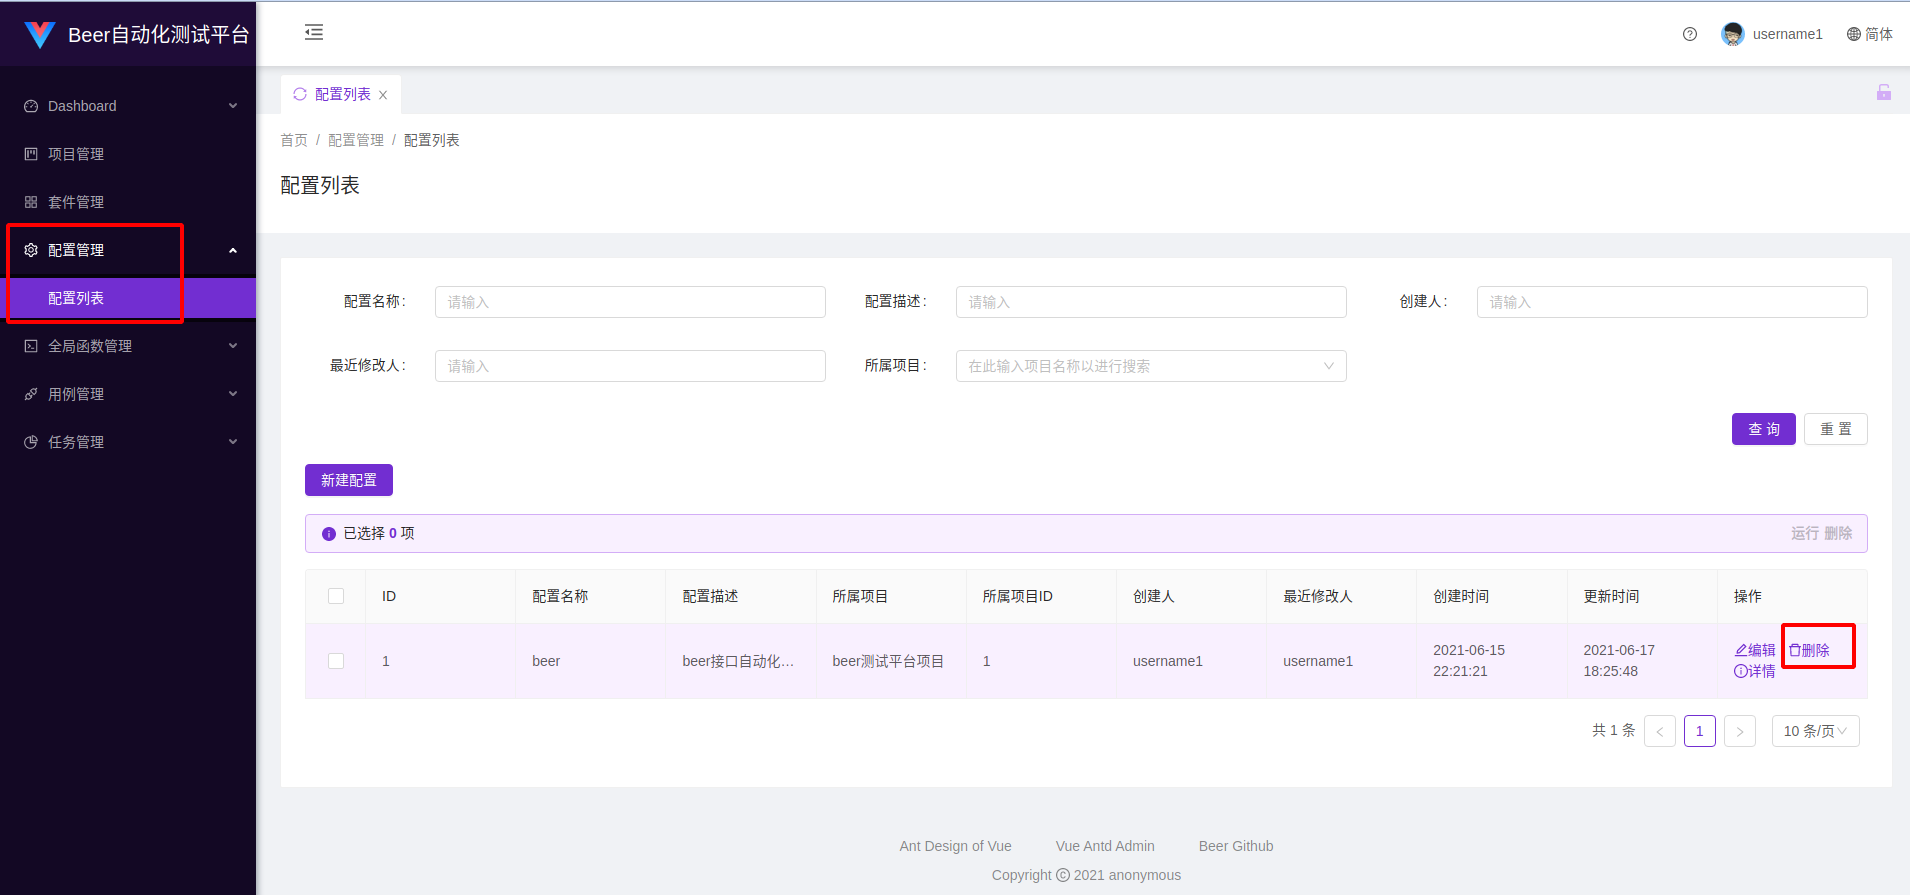 Beer自动化测试平台
username1
简体
Dashboard
项目管理
套件管理
配置管理
配置列表
全局函数管理
用例管理
任务管理
配置列表
首页 / 配置管理 / 配置列表
配置列表
配置名称: 请输入
配置描述: 请输入
创建人: 请输入
最近修改人: 请输入
所属项目: 在此输入项目名称以进行搜索
查 询
重 置
新建配置
已选择 0 项
运行 删除
ID 配置名称 配置描述 所属项目 所属项目ID 创建人 最近修改人 创建时间 更新时间 操作
1 beer beer接口自动化... beer测试平台项目 1 username1 username1 2021-06-15 22:21:21 2021-06-17 18:25:48 编辑 删除
详情
共 1 条 < 1 > 10 条/页
Ant Design of Vue Vue Antd Admin Beer Github
Copyright © 2021 anonymous